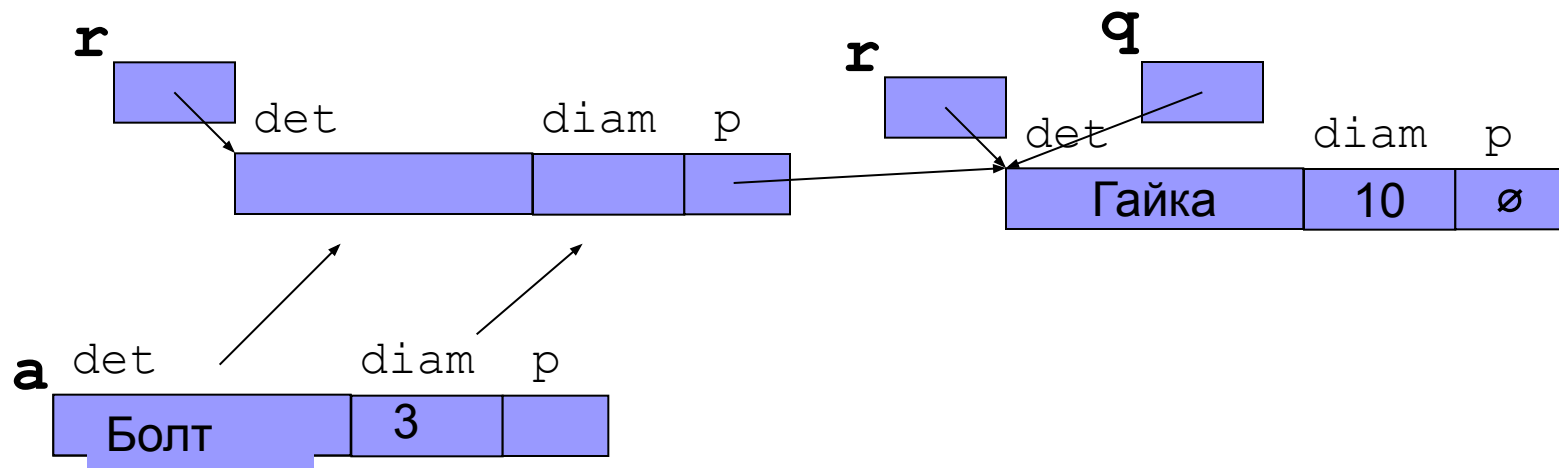 r r q
det diam p det diam p
Гайка 10 ∅
a det diam p
Болт 3